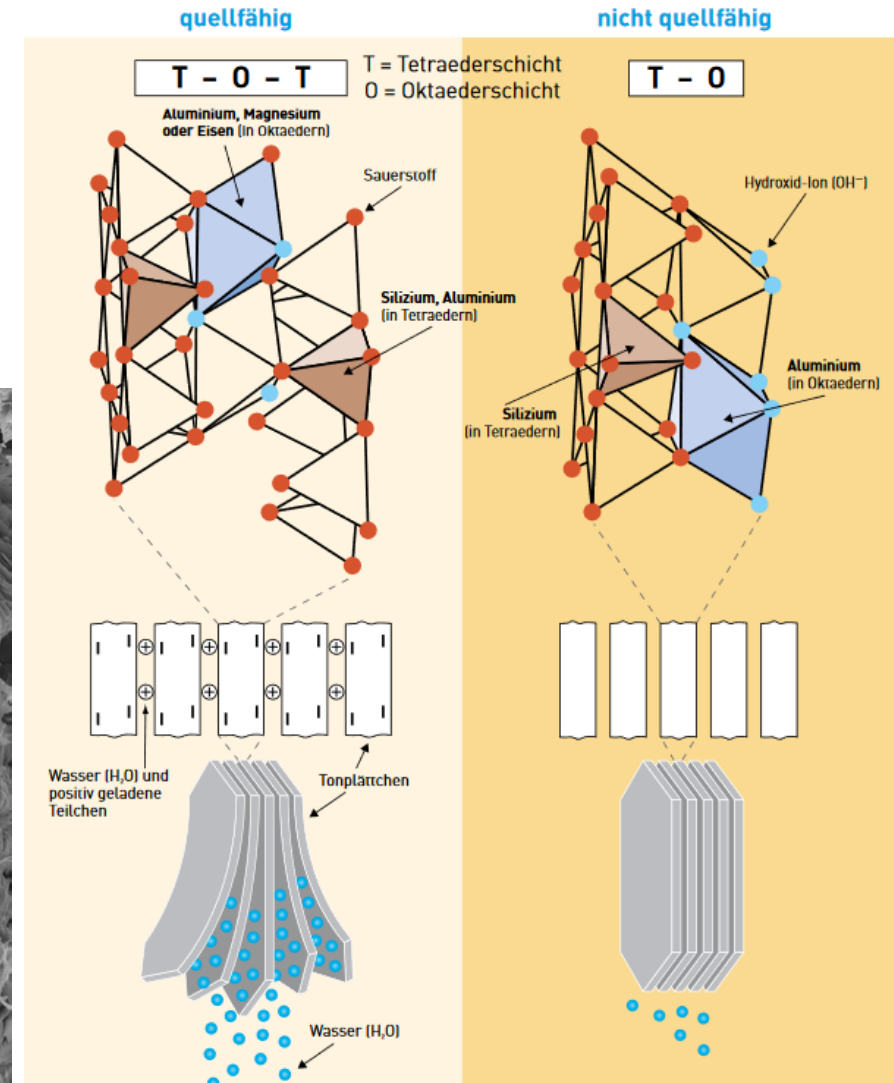 quellfähig
nicht quellfähig
T – O – T
T = Tetraederschicht
O = Oktaederschicht
T – O
Aluminium, Magnesium
oder Eisen (in Oktaedern)
Sauerstoff
Silizium, Aluminium
(in Tetraedern)
Hydroxid-Ion (OH⁻)
Aluminium
(in Oktaedern)
Silizium
(in Tetraedern)
+ + + +
+ + + +
Wasser (H₂O) und
positiv geladene
Teilchen
Tonplättchen
Wasser (H₂O)